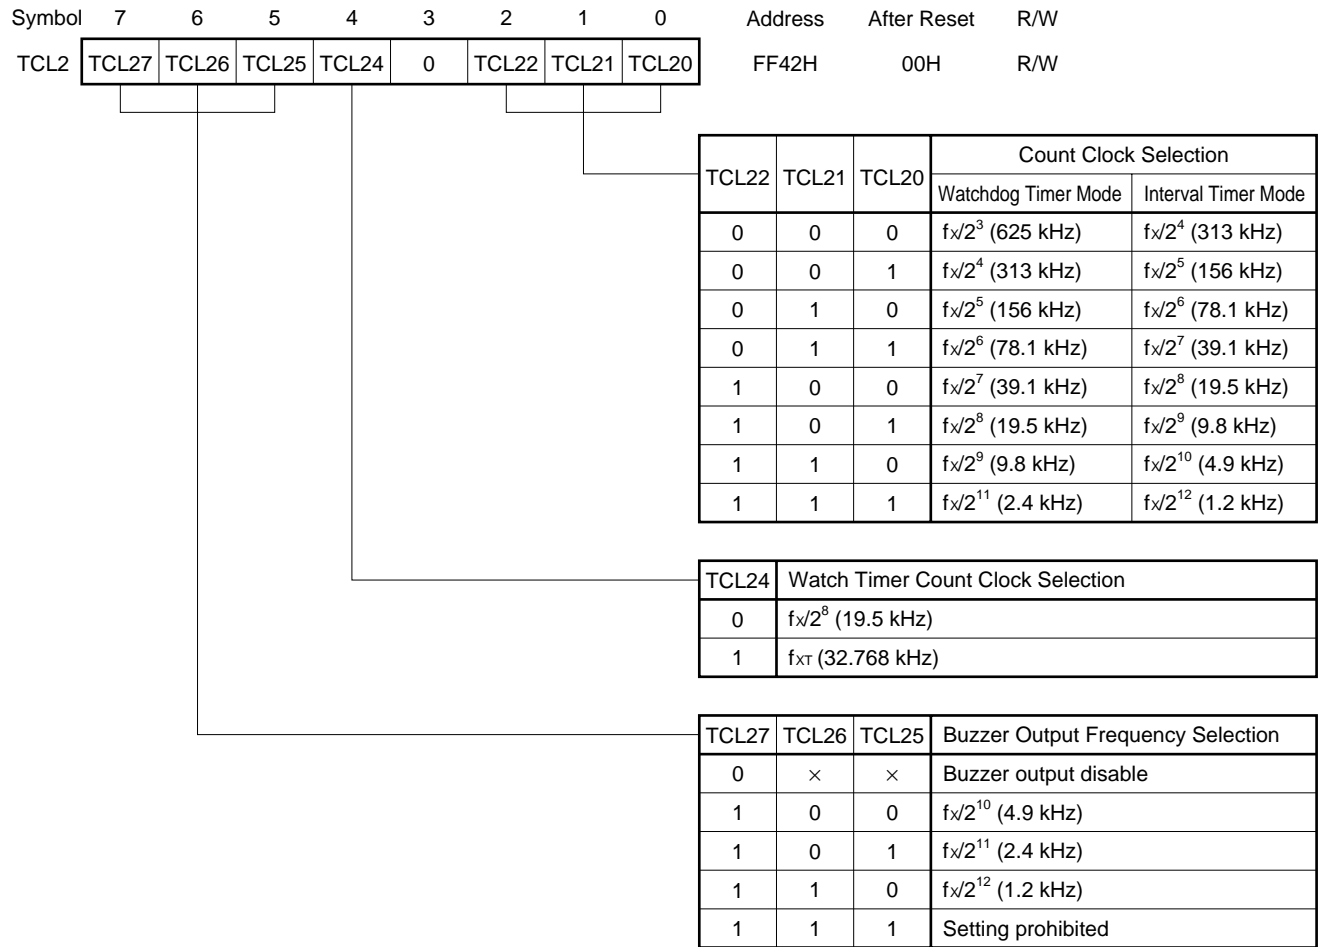 Symbol 7 6 5 4 3 2 1 0 Address After Reset R/W
TCL2 TCL27 TCL26 TCL25 TCL24 0 TCL22 TCL21 TCL20 FF42H 00H R/W
TCL22 TCL21 TCL20 Count Clock Selection
Watchdog Timer Mode Interval Timer Mode
0 0 0 fx/2³ (625 kHz) fx/2⁴ (313 kHz)
0 0 1 fx/2⁴ (313 kHz) fx/2⁵ (156 kHz)
0 1 0 fx/2⁵ (156 kHz) fx/2⁶ (78.1 kHz)
0 1 1 fx/2⁶ (78.1 kHz) fx/2⁷ (39.1 kHz)
1 0 0 fx/2⁷ (39.1 kHz) fx/2⁸ (19.5 kHz)
1 0 1 fx/2⁸ (19.5 kHz) fx/2⁹ (9.8 kHz)
1 1 0 fx/2⁹ (9.8 kHz) fx/2¹⁰ (4.9 kHz)
1 1 1 fx/2¹¹ (2.4 kHz) fx/2¹² (1.2 kHz)
TCL24 Watch Timer Count Clock Selection
0 fx/2⁸ (19.5 kHz)
1 fxT (32.768 kHz)
TCL27 TCL26 TCL25 Buzzer Output Frequency Selection
0 × × Buzzer output disable
1 0 0 fx/2¹⁰ (4.9 kHz)
1 0 1 fx/2¹¹ (2.4 kHz)
1 1 0 fx/2¹² (1.2 kHz)
1 1 1 Setting prohibited